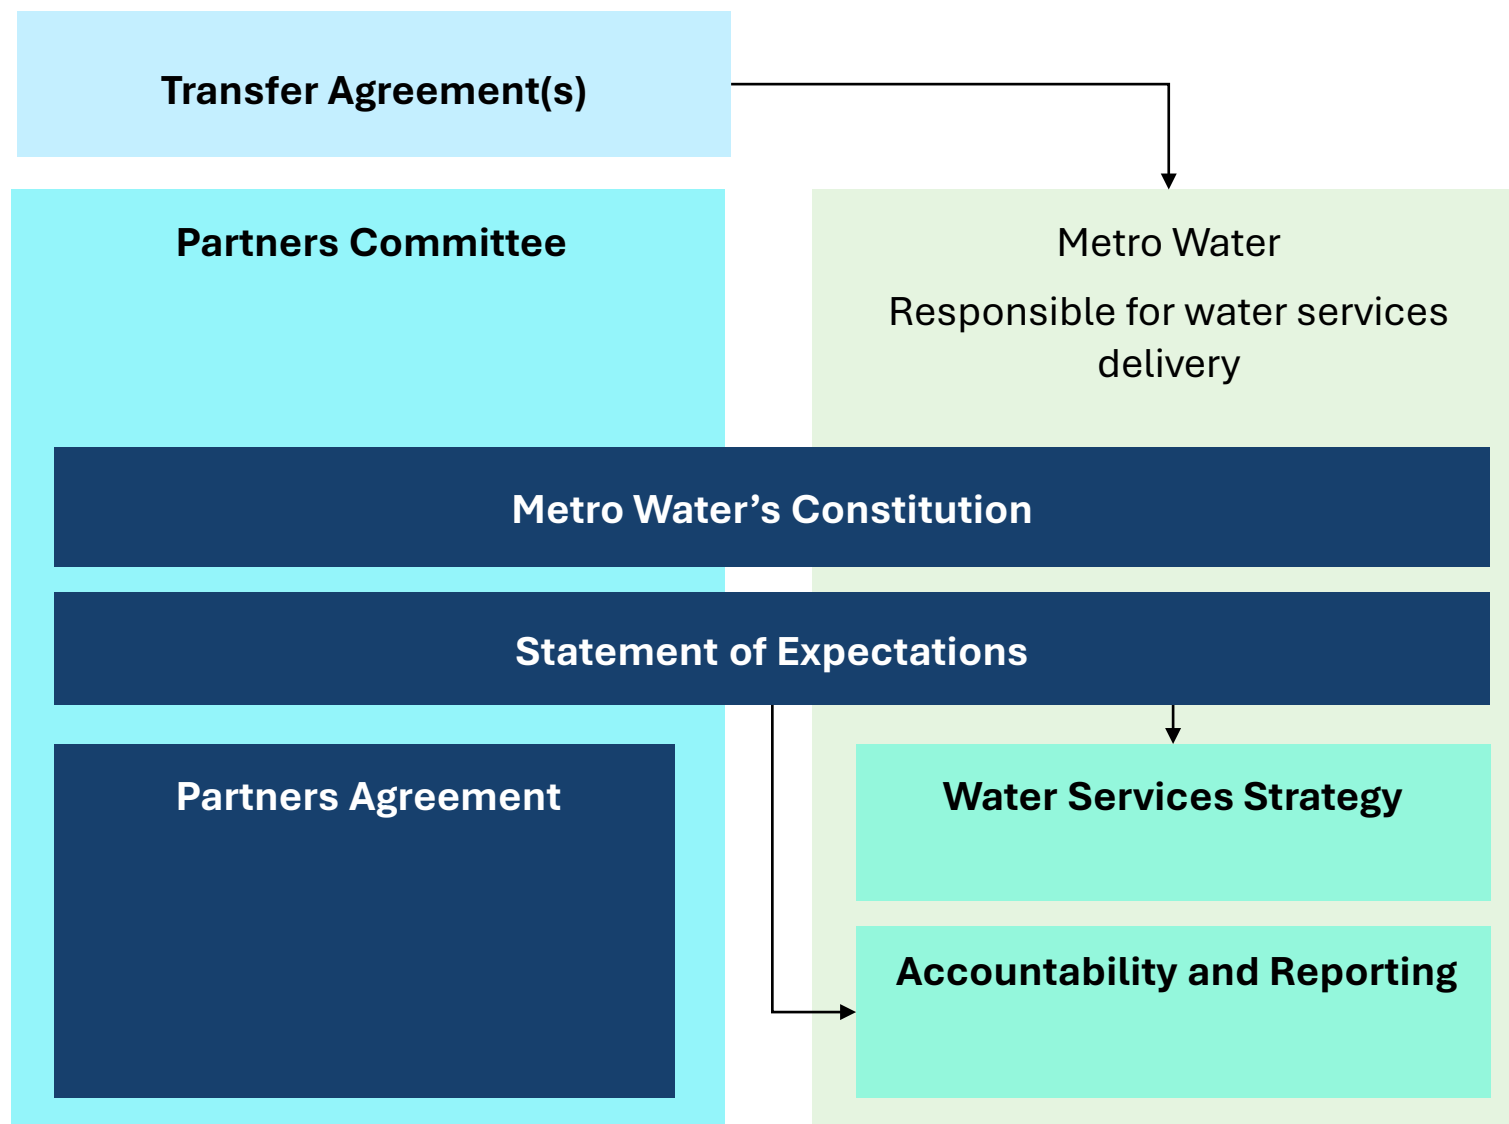 Transfer Agreement(s)
Partners Committee
Metro Water
Responsible for water services
delivery
Metro Water’s Constitution
Statement of Expectations
Partners Agreement
Water Services Strategy
Accountability and Reporting